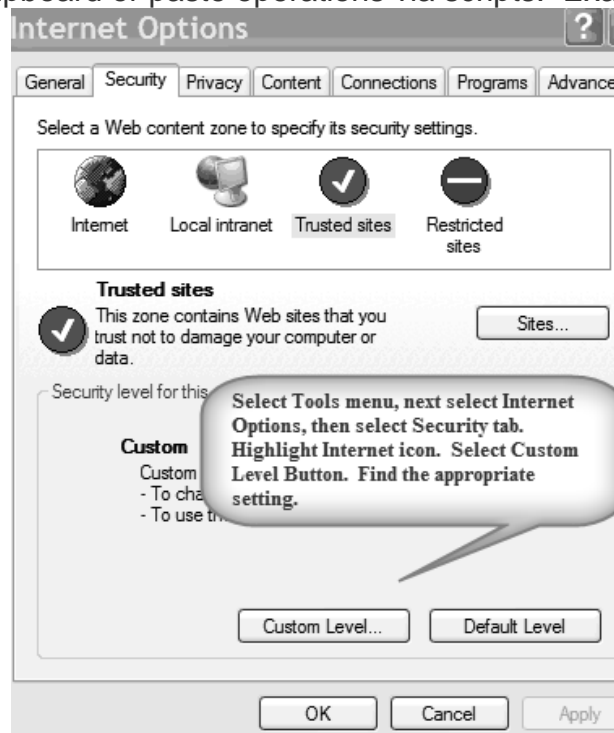 pboard or paste operations via scripts.
Internet Options
General Security Privacy Content Connections Programs Advance
Select a Web content zone to specify its security settings.
Internet Local intranet Trusted sites Restricted sites
Trusted sites
This zone contains Web sites that you
trust not to damage your computer or
data.
Sites...
Security level for this
Custom
Custom
- To cha
- To use th
Select Tools menu, next select Internet
Options, then select Security tab.
Highlight Internet icon. Select Custom
Level Button. Find the appropriate
setting.
Custom Level... Default Level
OK Cancel Apply